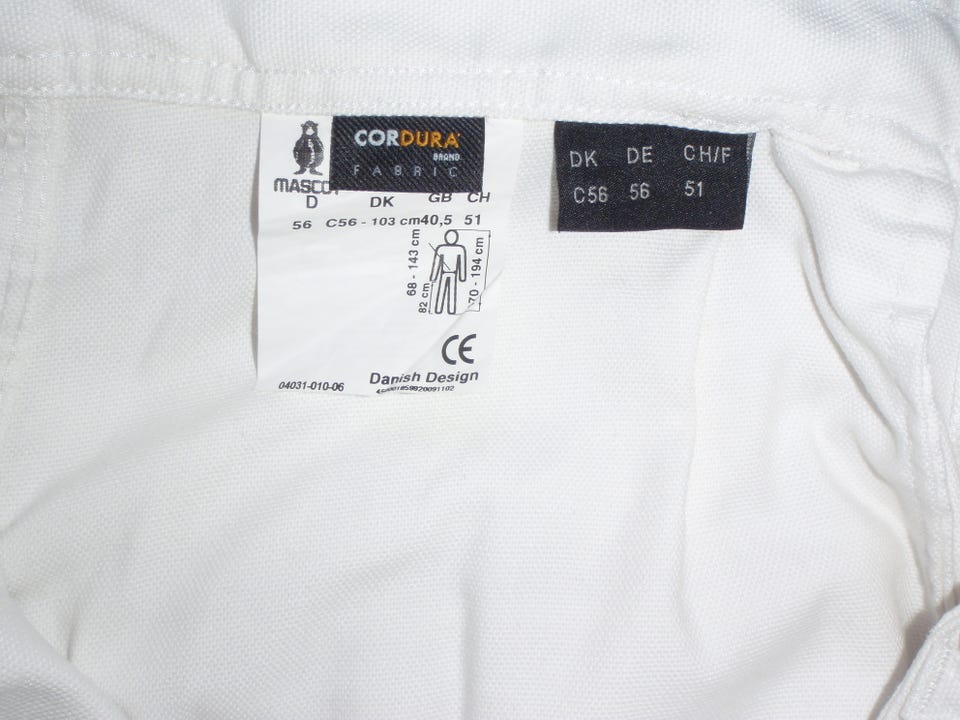 CORDURA
BRAND
FABRIC
MASCOT
D DK GB CH
56 C56 - 103 cm 40,5 51
68 - 143 cm
82 cm
70 - 194 cm
CE
04031-010-06 Danish Design
DK DE CH/F
C56 56 51